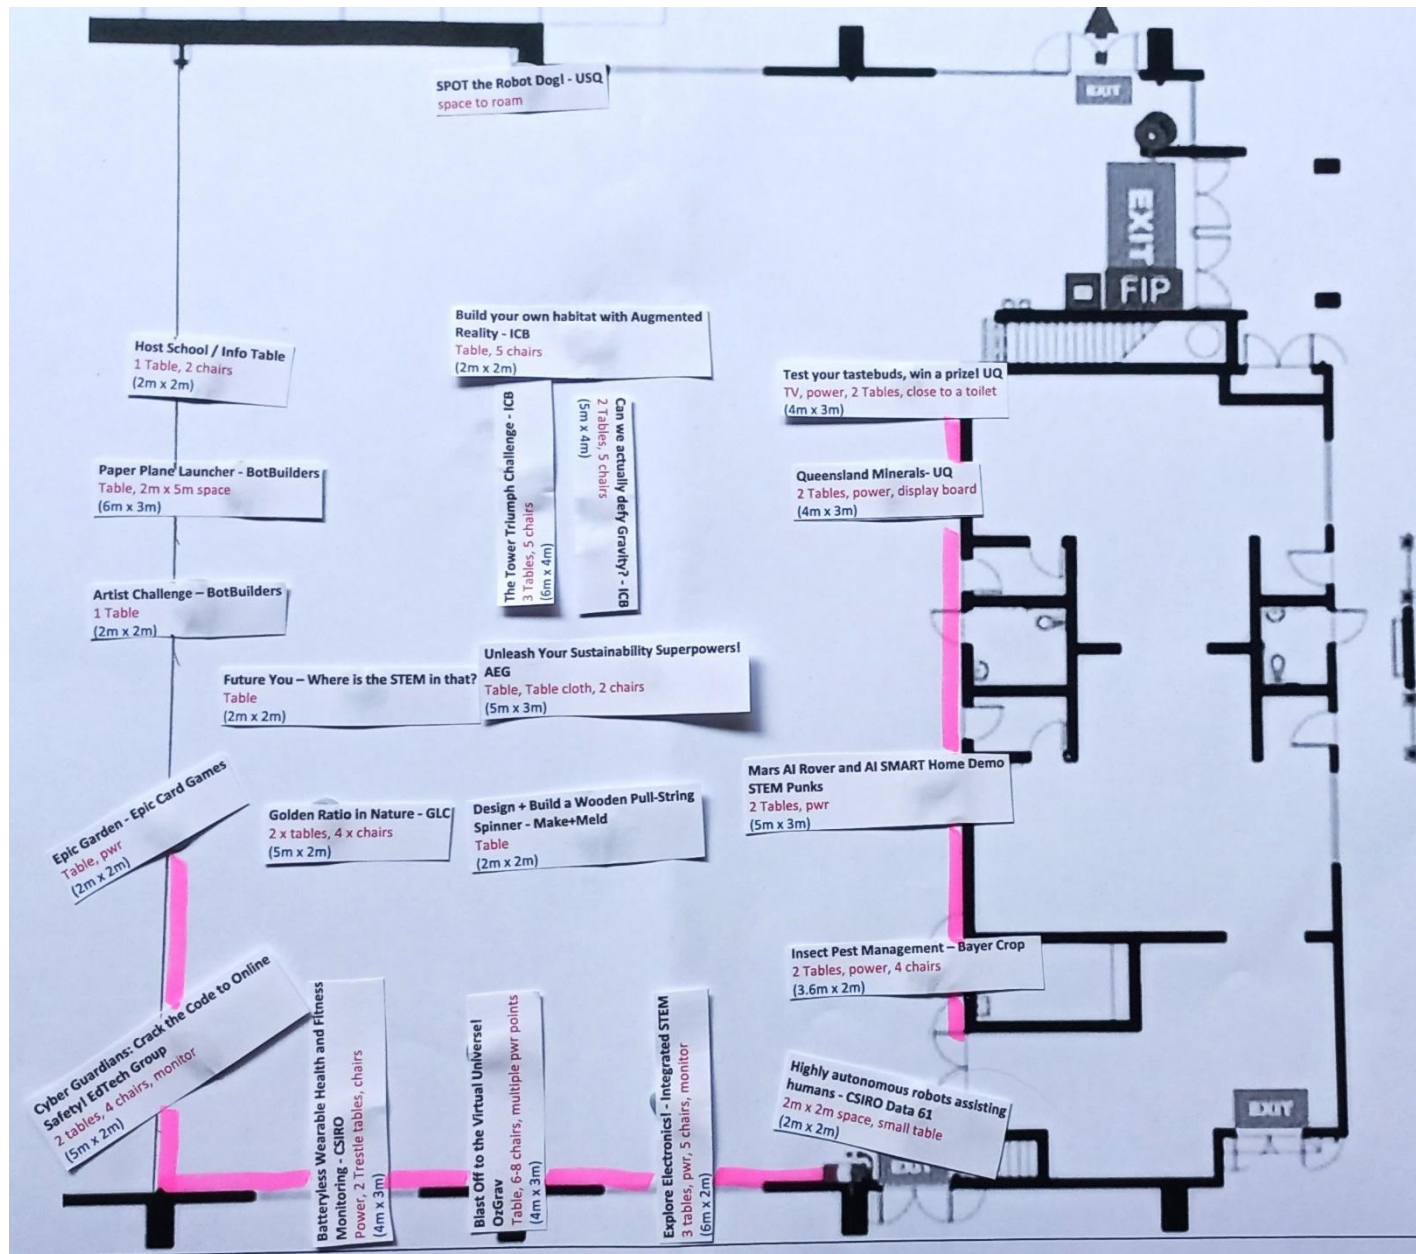 SPOT the Robot Dog! - USQ
space to roam
EXIT
EXIT
FIP
Build your own habitat with Augmented
Reality - ICB
Table, 5 chairs
(2m x 2m)
Host School / Info Table
1 Table, 2 chairs
(2m x 2m)
Test your tastebuds, win a prize! UQ
TV, power, 2 Tables, close to a toilet
(4m x 3m)
The Tower Triumph Challenge - ICB
3 Tables, 5 chairs
(6m x 4m)
Can we actually defy Gravity? - ICB
2 Tables, 5 chairs
(5m x 4m)
Paper Plane Launcher - BotBuilders
Table, 2m x 5m space
(6m x 3m)
Queensland Minerals- UQ
2 Tables, power, display board
(4m x 3m)
Artist Challenge – BotBuilders
1 Table
(2m x 2m)
Future You – Where is the STEM in that?
Table
(2m x 2m)
Unleash Your Sustainability Superpowers!
AEG
Table, Table cloth, 2 chairs
(5m x 3m)
Mars AI Rover and AI SMART Home Demo
STEM Punks
2 Tables, pwr
(5m x 3m)
Epic Garden - Epic Card Games
Table, pwr
(2m x 2m)
Golden Ratio in Nature - GLC
2 x tables, 4 x chairs
(5m x 2m)
Design + Build a Wooden Pull-String
Spinner - Make+Meld
Table
(2m x 2m)
Insect Pest Management – Bayer Crop
2 Tables, power, 4 chairs
(3.6m x 2m)
Cyber Guardians: Crack the Code to Online
Safety! EdTech Group
2 tables, 4 chairs, monitor
(5m x 2m)
Batteryless Wearable Health and Fitness
Monitoring - CSIRO
Power, 2 Trestle tables, chairs
(4m x 3m)
Blast Off to the Virtual Universe!
OzGrav
Table, 6-8 chairs, multiple pwr points
(4m x 3m)
Explore Electronics! - Integrated STEM
3 tables, pwr, 5 chairs, monitor
(6m x 2m)
Highly autonomous robots assisting
humans - CSIRO Data 61
2m x 2m space, small table
(2m x 2m)
EXIT
EXIT